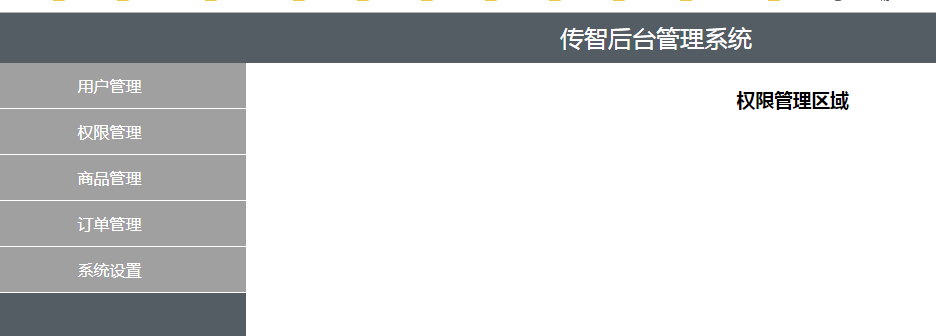 传智后台管理系统
用户管理
权限管理区域
权限管理
商品管理
订单管理
系统设置